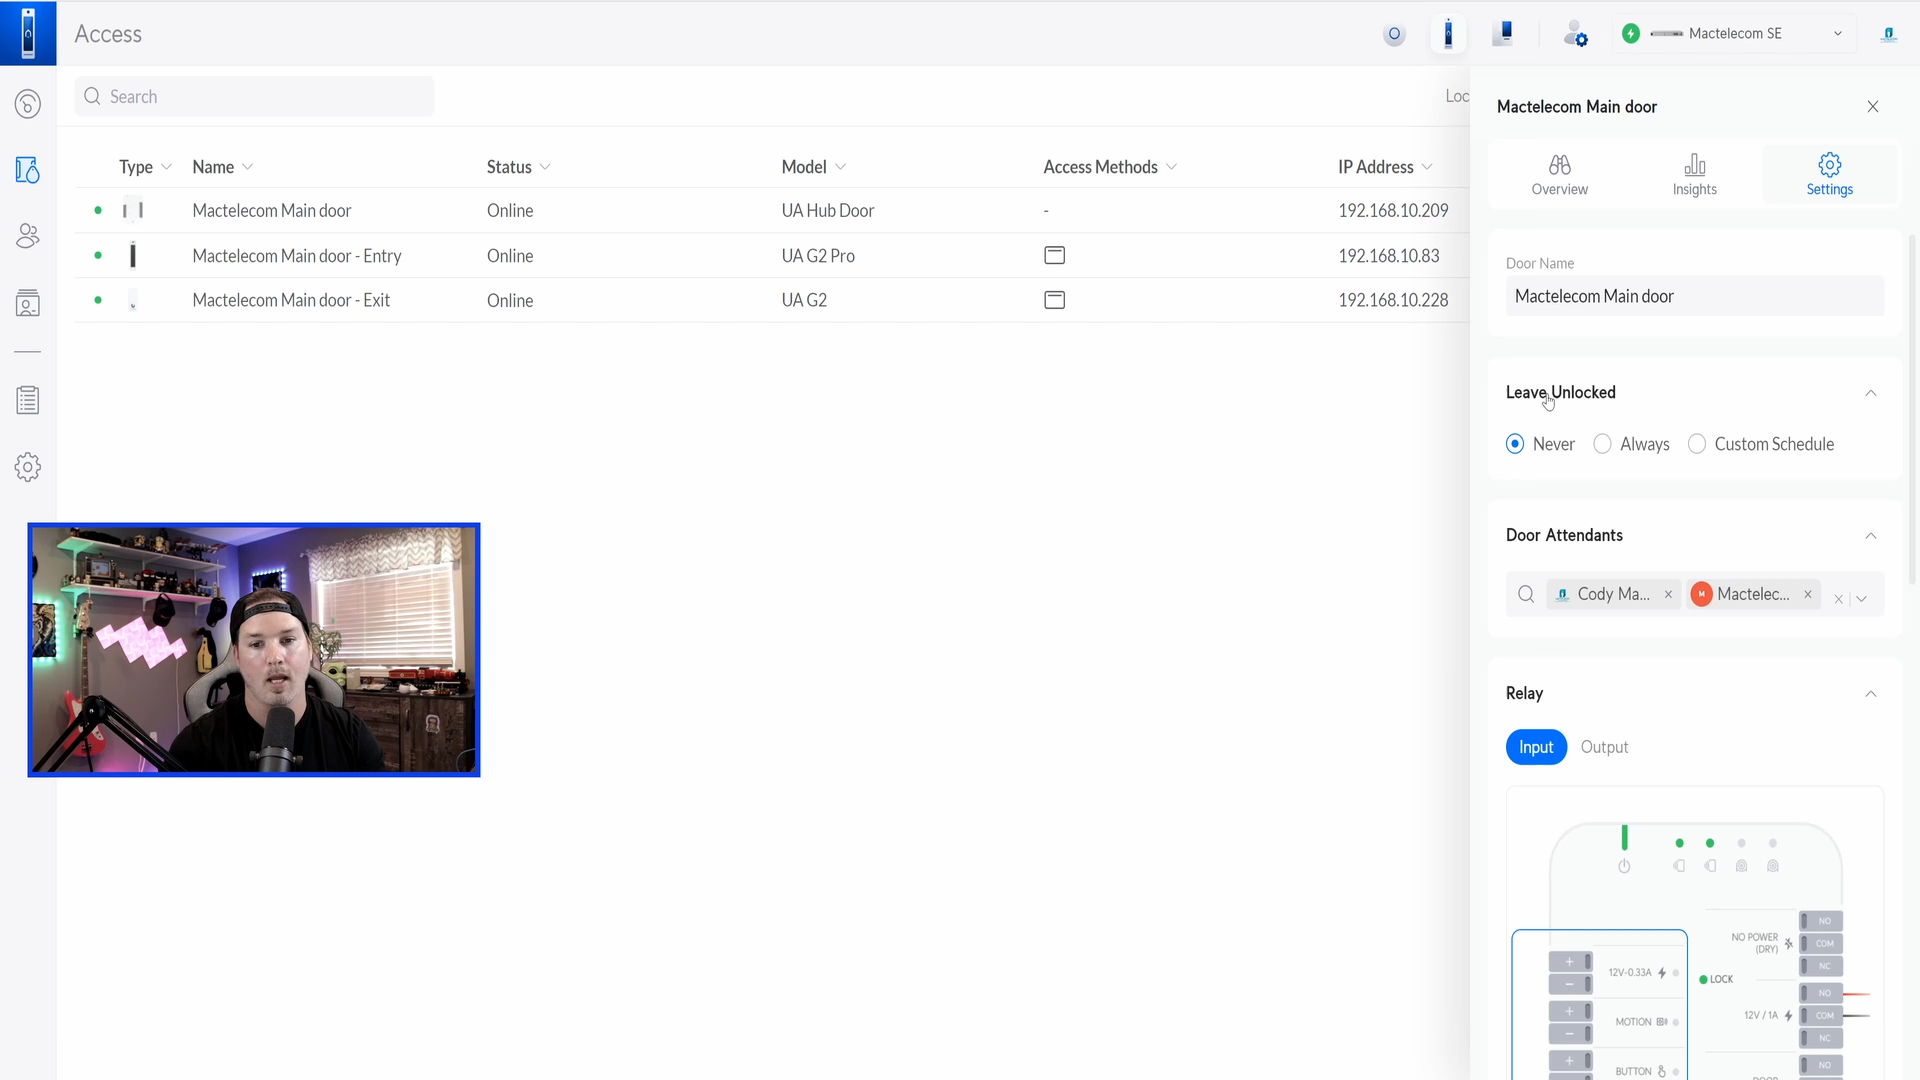 Access
Mactelecom SE
Search
Loc
Type Name Status Model Access Methods IP Address
Mactelecom Main door Online UA Hub Door - 192.168.10.209
Mactelecom Main door - Entry Online UA G2 Pro 192.168.10.83
Mactelecom Main door - Exit Online UA G2 192.168.10.228
Mactelecom Main door
Overview Insights Settings
Door Name
Mactelecom Main door
Leave Unlocked
Never Always Custom Schedule
Door Attendants
Cody Ma... × M Mactelec... ×
Relay
Input Output
NO
NO POWER
(DRY)
COM
NC
12V-0.33A
LOCK
NO
12V / 1A
COM
MOTION
NC
BUTTON
NO